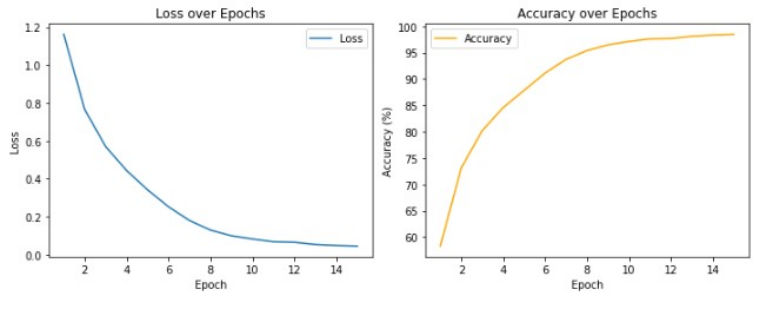 Loss over Epochs
Loss
1.2
1.0
0.8
0.6
0.4
0.2
0.0
Loss
2 4 6 8 10 12 14
Epoch
Accuracy over Epochs
Accuracy
100
95
90
85
80
75
70
65
60
Accuracy (%)
2 4 6 8 10 12 14
Epoch